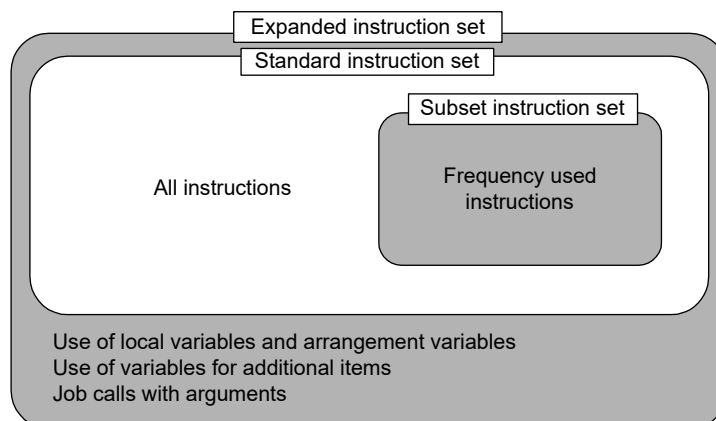 Expanded instruction set
Standard instruction set
Subset instruction set
All instructions
Frequency used
instructions
Use of local variables and arrangement variables
Use of variables for additional items
Job calls with arguments